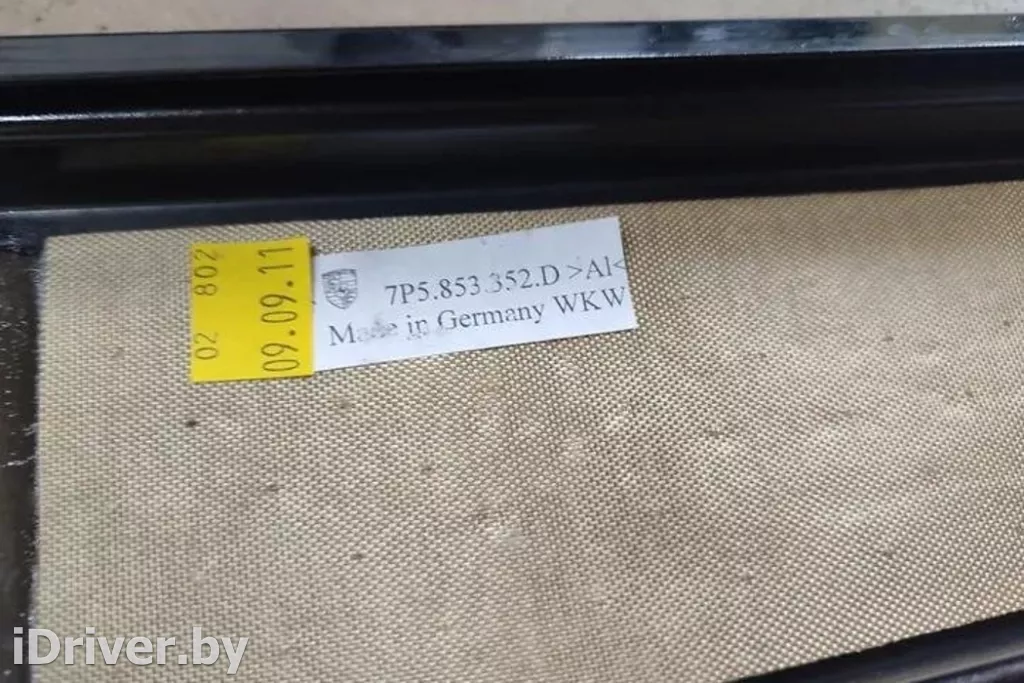 02 802
09.09.11
7P5.853.352.D >Al<
Made in Germany WKW
iDriver.by